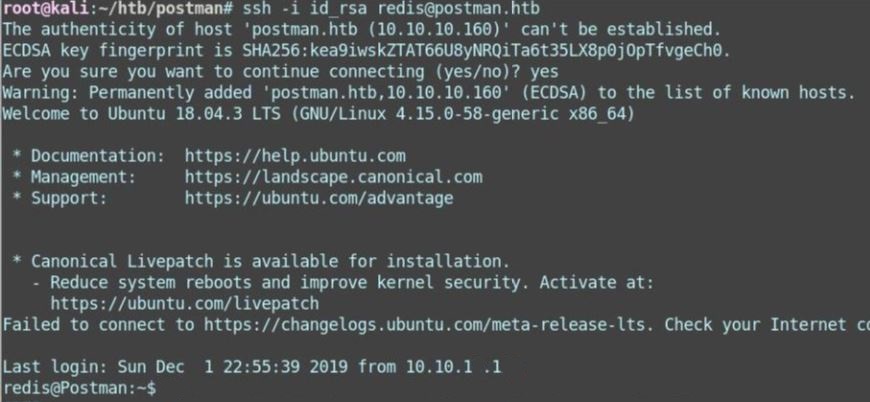 root@kali:~/htb/postman# ssh -i id_rsa redis@postman.htb
The authenticity of host 'postman.htb (10.10.10.160)' can't be established.
ECDSA key fingerprint is SHA256:kea9iwskZTAT66U8yNRQiTa6t35LX8p0jOpTfvgeCh0.
Are you sure you want to continue connecting (yes/no)? yes
Warning: Permanently added 'postman.htb,10.10.10.160' (ECDSA) to the list of known hosts.
Welcome to Ubuntu 18.04.3 LTS (GNU/Linux 4.15.0-58-generic x86_64)
* Documentation: https://help.ubuntu.com
* Management: https://landscape.canonical.com
* Support: https://ubuntu.com/advantage
* Canonical Livepatch is available for installation.
- Reduce system reboots and improve kernel security. Activate at:
https://ubuntu.com/livepatch
Failed to connect to https://changelogs.ubuntu.com/meta-release-lts. Check your Internet co
Last login: Sun Dec 1 22:55:39 2019 from 10.10.1 .1
redis@Postman:~$